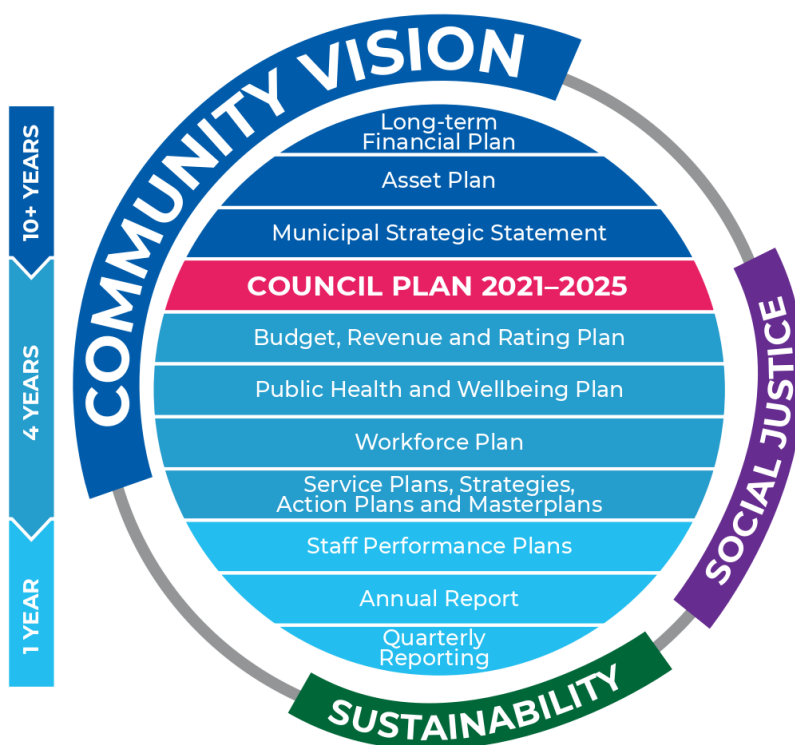 COMMUNITY VISION
10+ YEARS
4 YEARS
1 YEAR
Long-term
Financial Plan
Asset Plan
Municipal Strategic Statement
COUNCIL PLAN 2021–2025
Budget, Revenue and Rating Plan
Public Health and Wellbeing Plan
Workforce Plan
Service Plans, Strategies,
Action Plans and Masterplans
Staff Performance Plans
Annual Report
Quarterly
Reporting
SOCIAL JUSTICE
SUSTAINABILITY